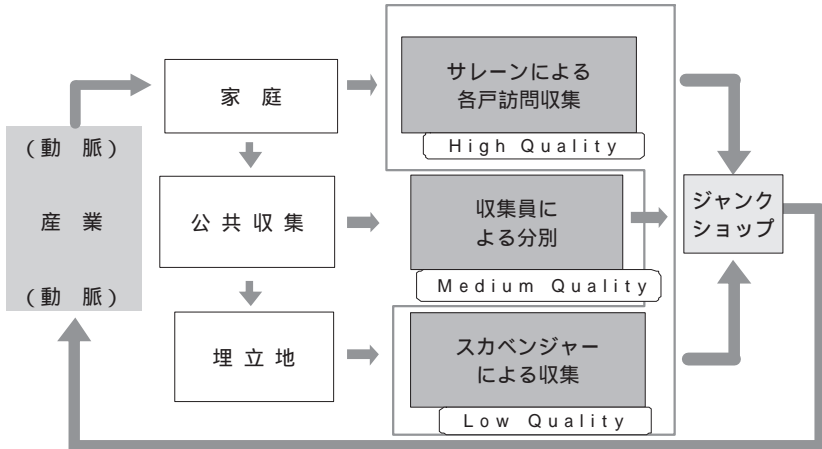 (動 脈)
産 業
(動 脈)
家 庭
公 共 収 集
埋 立 地
サレーンによる
各戸訪問収集
High Quality
収集員に
よる分別
Medium Quality
スカベンジャー
による収集
Low Quality
ジャンク
ショップ